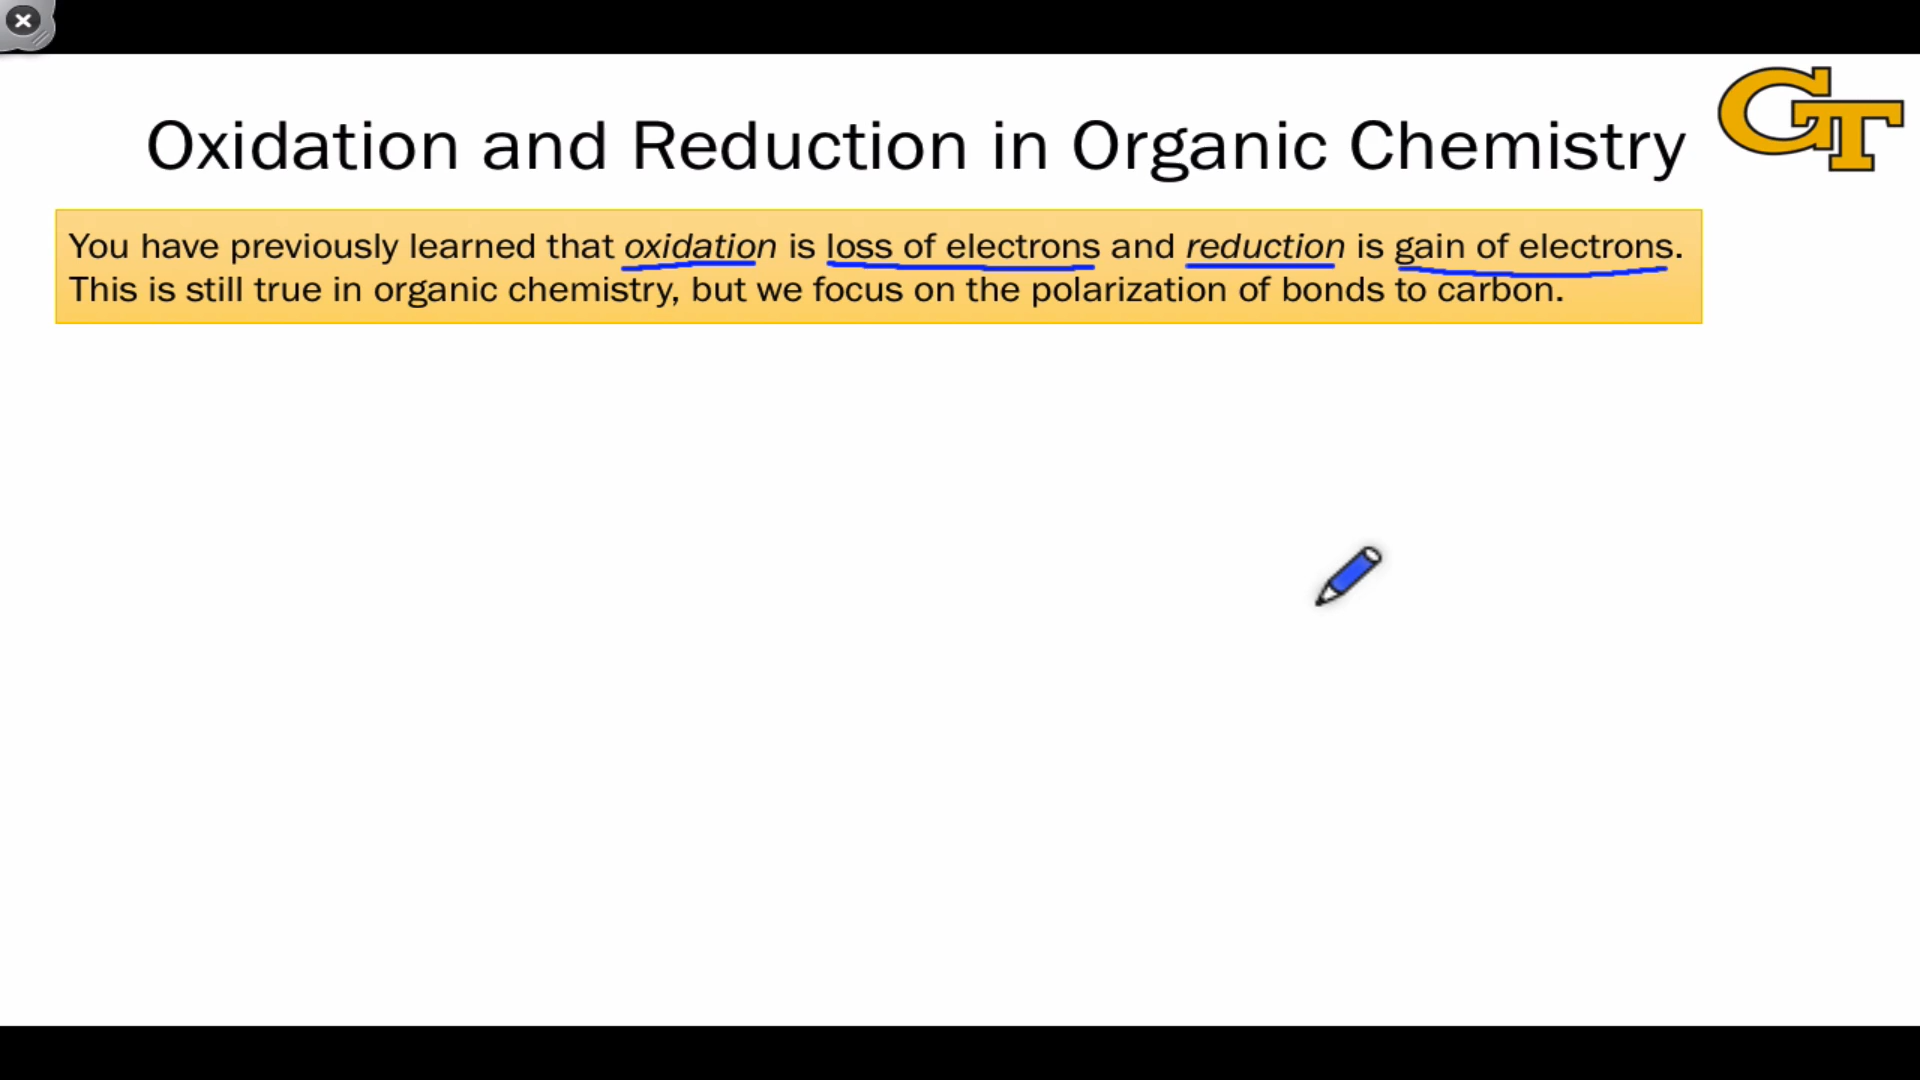 GT
Oxidation and Reduction in Organic Chemistry
You have previously learned that oxidation is loss of electrons and reduction is gain of electrons.
This is still true in organic chemistry, but we focus on the polarization of bonds to carbon.